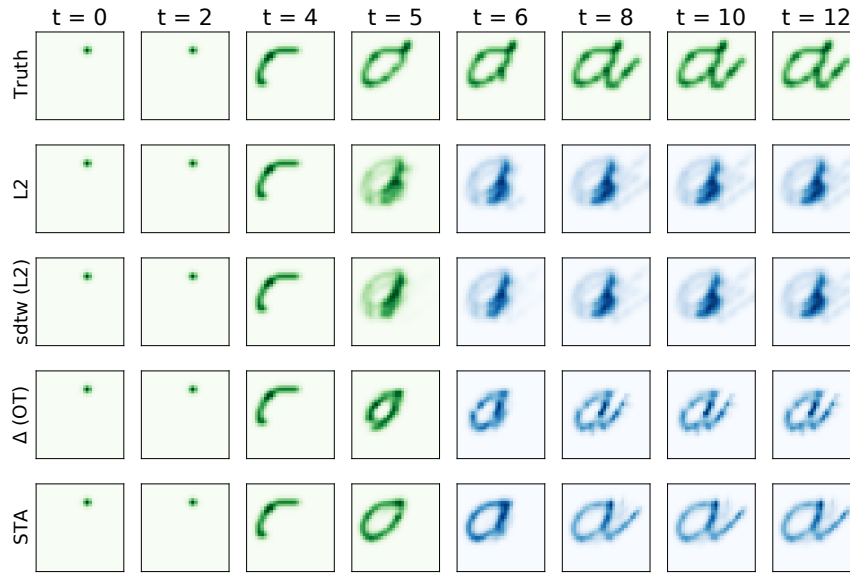 t = 0 t = 2 t = 4 t = 5 t = 6 t = 8 t = 10 t = 12
Truth a a a a
L2
sdtw (L2)
Δ (OT) a a a
STA a a a a